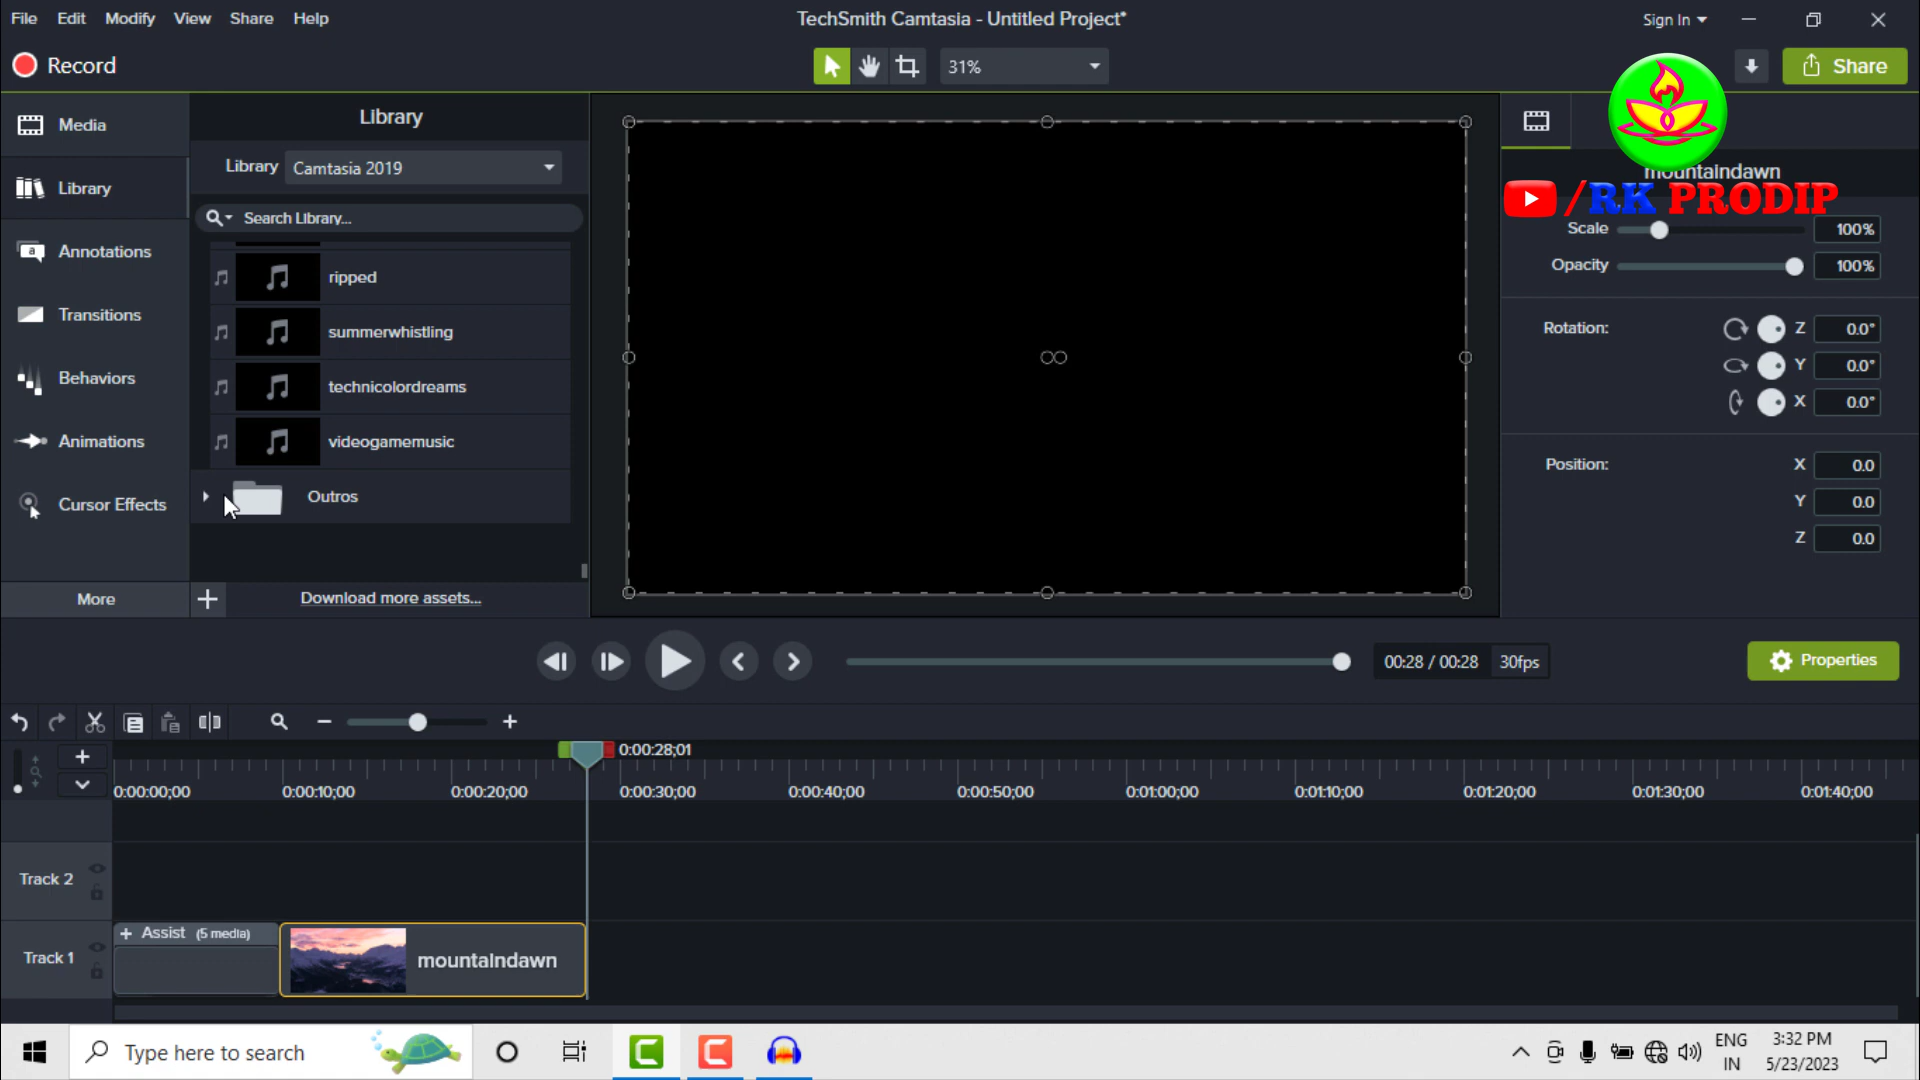 File Edit Modify View Share Help
TechSmith Camtasia - Untitled Project*
Sign In
Record
31%
Share
Media
Library
Annotations
Transitions
Behaviors
Animations
Cursor Effects
More
Library
Library Camtasia 2019
Search Library...
ripped
summerwhistling
technicolordreams
videogamemusic
Outros
Download more assets...
mountaindawn
/RK PRODIP
Scale 100%
Opacity 100%
Rotation: Z 0.0°
Y 0.0°
X 0.0°
Position: X 0.0
Y 0.0
Z 0.0
00:28 / 00:28 30fps
Properties
0:00:28;01
0:00:00;00 0:00:10;00 0:00:20;00 0:00:30;00 0:00:40;00 0:00:50;00 0:01:00;00 0:01:10;00 0:01:20;00 0:01:30;00 0:01:40;00
Track 2
Track 1
+ Assist (5 media)
mountaindawn
Type here to search
ENG
IN
3:32 PM
5/23/2023